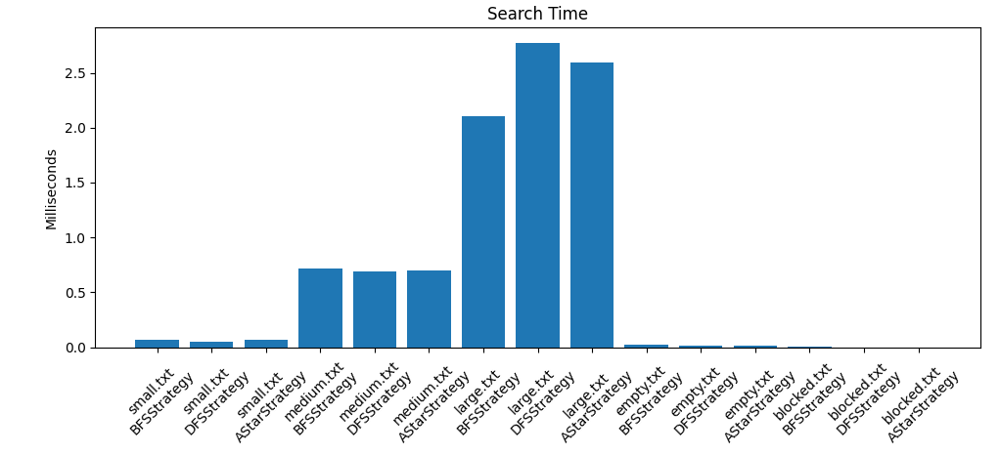 Search Time
Milliseconds
2.5
2.0
1.5
1.0
0.5
0.0
small.txt
BFSStrategy
small.txt
DFSStrategy
small.txt
AStarStrategy
medium.txt
BFSStrategy
medium.txt
DFSStrategy
medium.txt
AStarStrategy
large.txt
BFSStrategy
large.txt
DFSStrategy
large.txt
AStarStrategy
empty.txt
BFSStrategy
empty.txt
DFSStrategy
empty.txt
AStarStrategy
blocked.txt
BFSStrategy
blocked.txt
DFSStrategy
blocked.txt
AStarStrategy